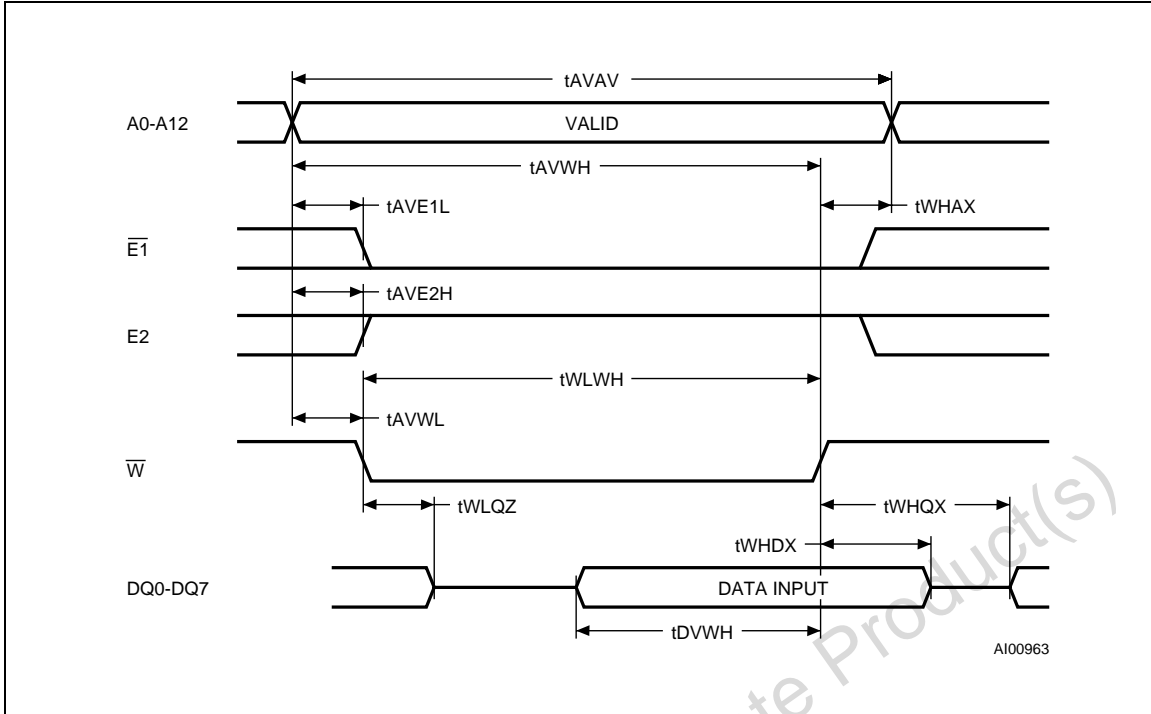 tAVAV
A0-A12
VALID
tAVWH
tAVE1L
tWHAX
E1
tAVE2H
E2
tWLWH
tAVWL
W
tWLQZ
tWHQX
tWHDX
DQ0-DQ7
DATA INPUT
tDVWH
AI00963
te Product(s)